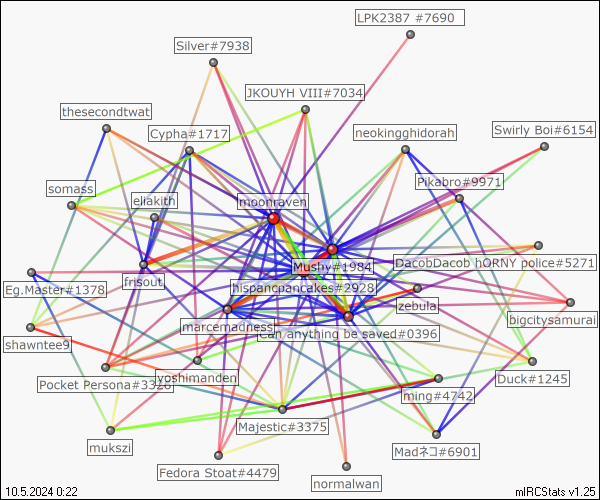 LPK2387 #7690
Silver#7938
JKOUYH VIII#7034
thesecondtwat
Cypha#1717
neokingghidorah
Swirly Boi#6154
Pikabro#9971
somass
eliakith
moonraven
Mushy#1984
DacobDacob hORNY police#5271
Eg.Master#1378
frisout
hispanicpancakes#2928
zebula
bigcitysamurai
marcemadness
Can anything be saved#0396
shawntee9
Pocket Persona#3326
yoshimanden
Duck#1245
ming#4742
Majestic#3375
mukszi
Madネコ#6901
Fedora Stoat#4479
normalwan
10.5.2024 0:22
mIRCStats v1.25